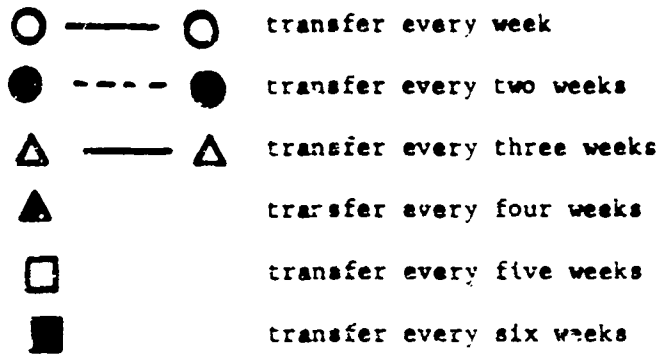 transfer every week
transfer every two weeks
transfer every three weeks
transfer every four weeks
transfer every five weeks
transfer every six weeks